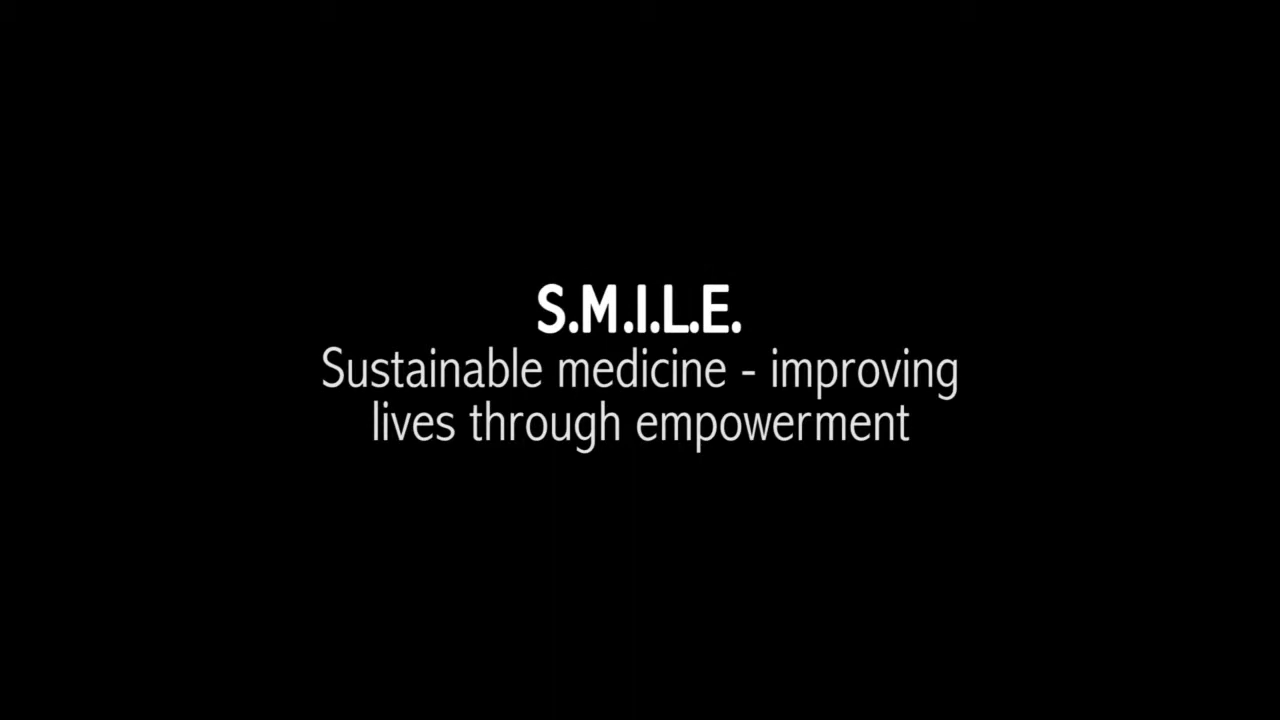 S.M.I.L.E.
Sustainable medicine - improving
lives through empowerment